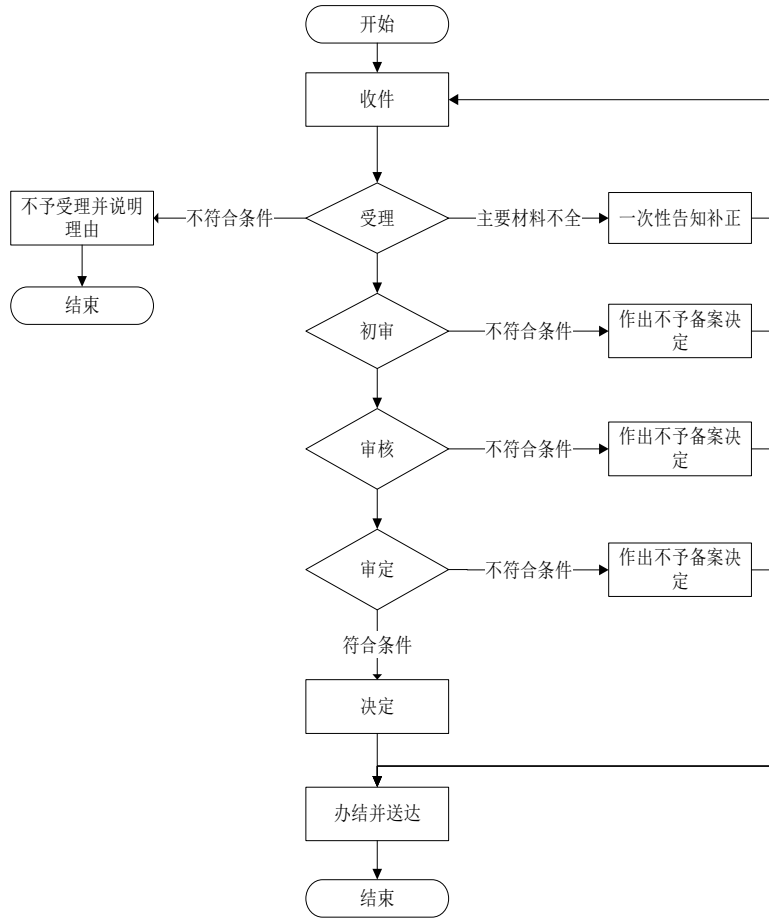 开始
收件
不予受理并说明
理由
不符合条件
受理
主要材料不全
一次性告知补正
结束
初审
不符合条件
作出不予备案决
定
审核
不符合条件
作出不予备案决
定
审定
不符合条件
作出不予备案决
定
符合条件
决定
办结并送达
结束